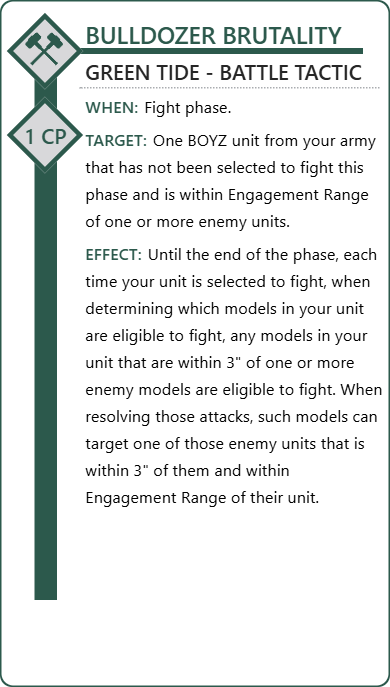 BULLDOZER BRUTALITY
GREEN TIDE - BATTLE TACTIC
WHEN: Fight phase.
1 CP
TARGET: One BOYZ unit from your army
that has not been selected to fight this
phase and is within Engagement Range
of one or more enemy units.
EFFECT: Until the end of the phase, each
time your unit is selected to fight, when
determining which models in your unit
are eligible to fight, any models in your
unit that are within 3" of one or more
enemy models are eligible to fight. When
resolving those attacks, such models can
target one of those enemy units that is
within 3" of them and within
Engagement Range of their unit.